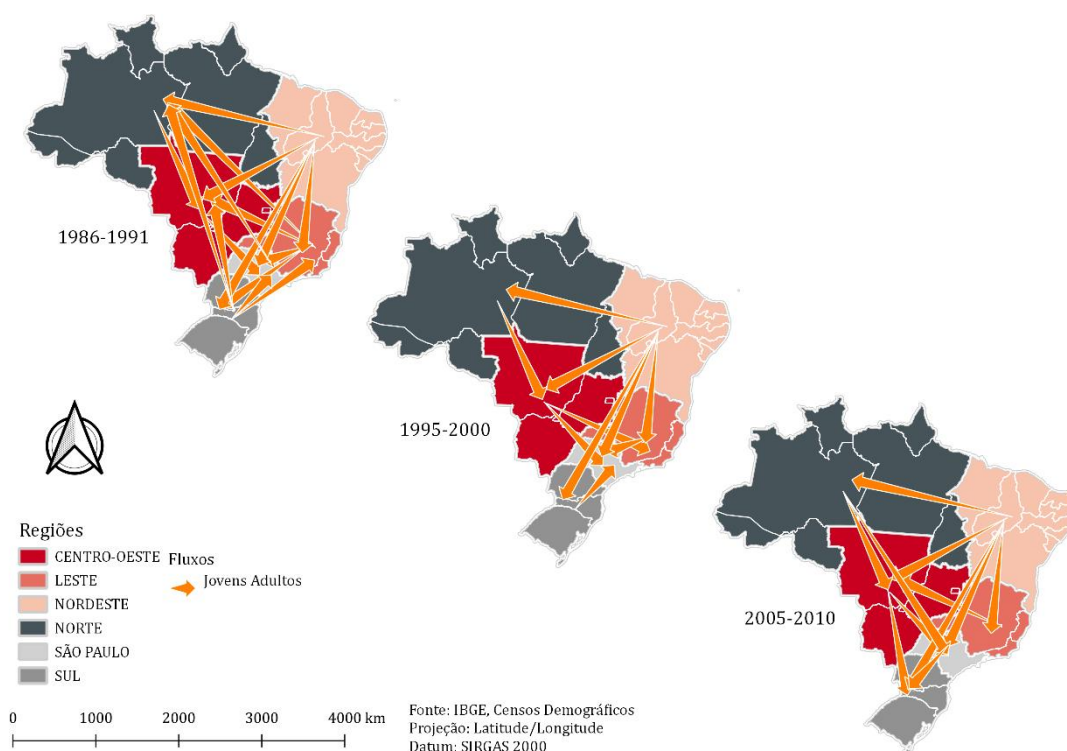 1986-1991
1995-2000
2005-2010
Regiões
CENTRO-OESTE
LESTE
NORDESTE
NORTE
SÃO PAULO
SUL
Fluxos
Jovens Adultos
0 1000 2000 3000 4000 km
Fonte: IBGE, Censos Demográficos
Projeção: Latitude/Longitude
Datum: SIRGAS 2000